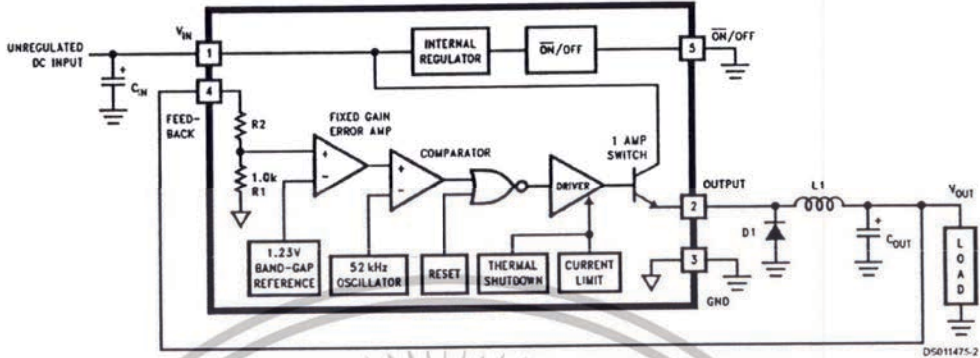 UNREGULATED
DC INPUT
V_IN
+
C_IN
1
4
FEED-
BACK
R2
1.0k
R1
INTERNAL
REGULATOR
ON/OFF
5
ON/OFF
FIXED GAIN
ERROR AMP
+
-
COMPARATOR
+
-
DRIVER
1 AMP
SWITCH
OUTPUT
2
L1
V_OUT
D1
+
C_OUT
LOAD
1.23V
BAND-GAP
REFERENCE
52 kHz
OSCILLATOR
RESET
THERMAL
SHUTDOWN
CURRENT
LIMIT
3
GND
DS011475-2